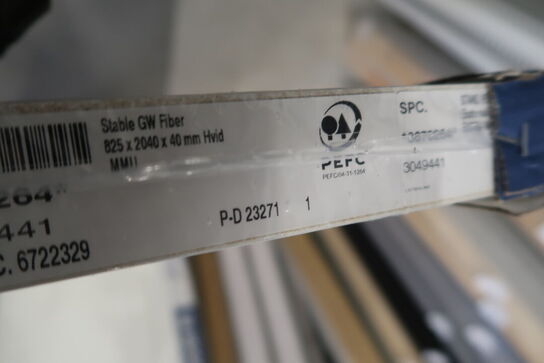 Stable GW Fiber
825 x 2040 x 40 mm Hvid
MMU
264"
441
C. 6722329
P-D 23271 1
PEFC
PEFC/04-31-1264
SPC.
3049441